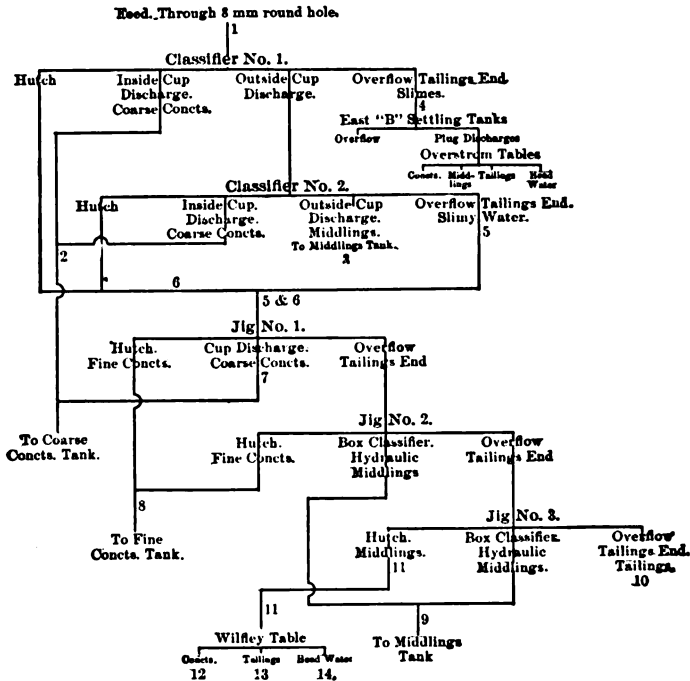 Feed. Through 8 mm round hole.
1
Classifier No. 1.
Hutch
Inside Cup
Discharge.
Coarse Concts.
Outside Cup
Discharge.
Overflow Tailings End.
Slimes.
4
East "B" Settling Tanks
Overflow
Plug Discharges
Overstrom Tables
Concts.
Midd-
lings
Tailings
Head
Water
Classifier No. 2.
Hutch
Inside Cup.
Discharge.
Coarse Concts.
Outside Cup
Discharge.
Middlings.
To Middlings Tank.
3
Overflow Tailings End.
Slimy Water.
5
2
6
5 & 6
Jig No. 1.
Hutch.
Fine Concts.
Cup Discharge.
Coarse Concts.
7
Overflow
Tailings End
To Coarse
Concts. Tank.
Jig No. 2.
Hutch.
Fine Concts.
Box Classifier.
Hydraulic
Middlings
Overflow
Tailings End
8
To Fine
Concts. Tank.
Jig No. 3.
Hutch.
Middlings.
11
Box Classifier.
Hydraulic
Middlings.
Overflow
Tailings End.
Tailings.
10
11
9
Wilfley Table
To Middlings
Tank
Concts.
12
Tailings
13
Head Water
14.